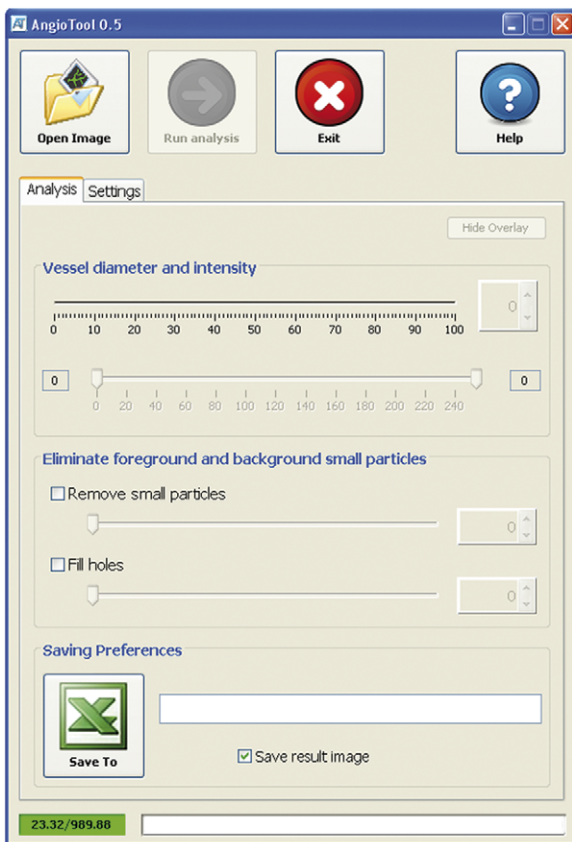 AngioTool 0.5
Open Image Run analysis Exit Help
Analysis Settings
Hide Overlay
Vessel diameter and intensity
0
0 10 20 30 40 50 60 70 80 90 100
0 0
0 20 40 60 80 100 120 140 160 180 200 220 240
Eliminate foreground and background small particles
Remove small particles
0
Fill holes
0
Saving Preferences
Save To
Save result image
23.32/989.88